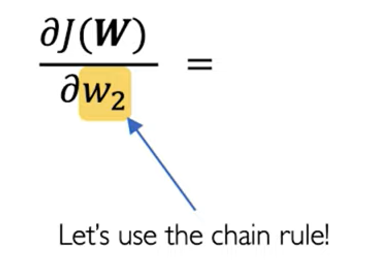 ∂J(W)
∂w₂
=
Let's use the chain rule!